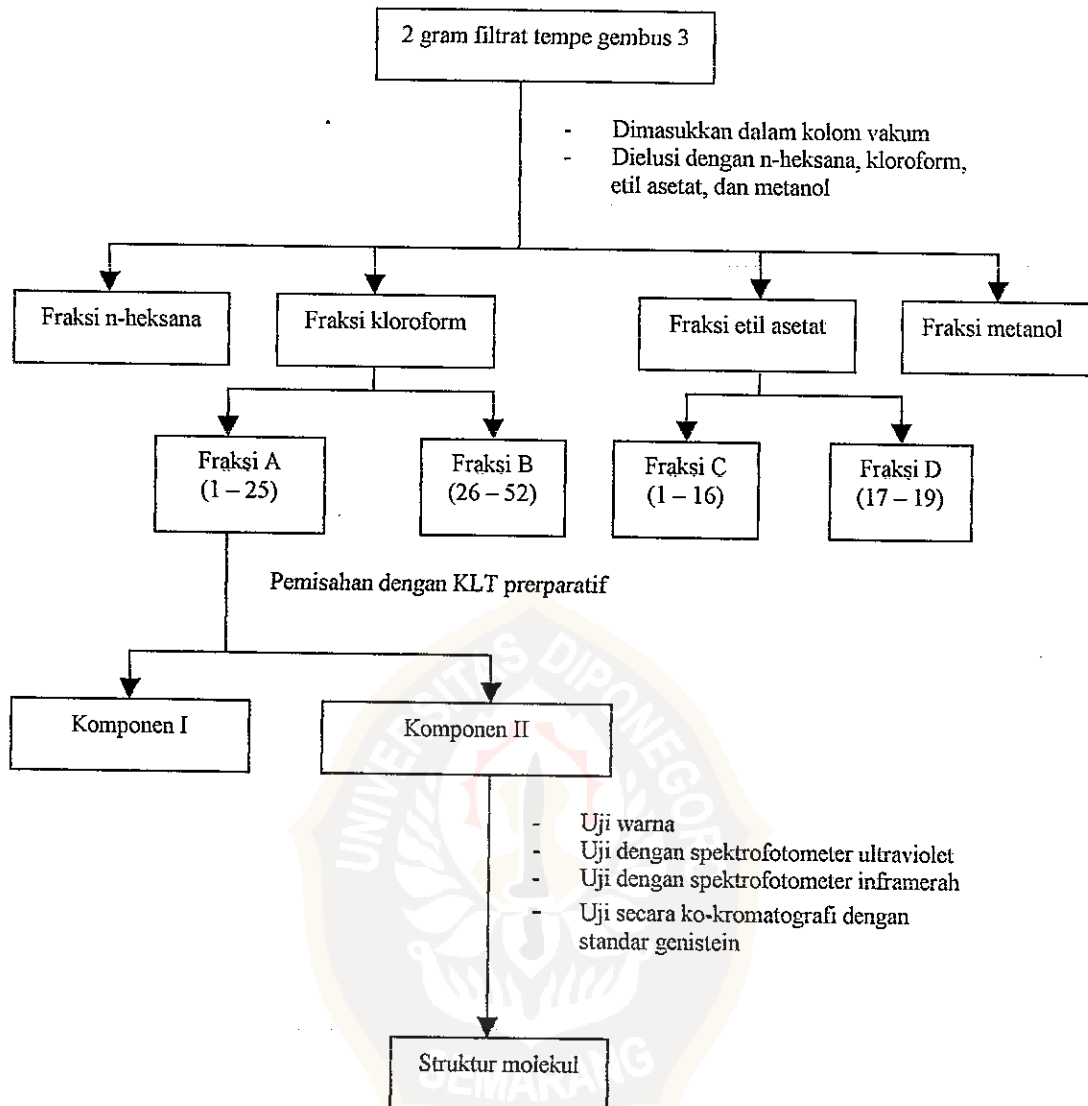 2 gram filtrat tempe gembus 3
- Dimasukkan dalam kolom vakum
- Dielusi dengan n-heksana, kloroform,
etil asetat, dan metanol
Fraksi n-heksana
Fraksi kloroform
Fraksi etil asetat
Fraksi metanol
Fraksi A
(1 – 25)
Fraksi B
(26 – 52)
Fraksi C
(1 – 16)
Fraksi D
(17 – 19)
Pemisahan dengan KLT prerparatif
Komponen I
Komponen II
- Uji warna
- Uji dengan spektrofotometer ultraviolet
- Uji dengan spektrofotometer inframerah
- Uji secara ko-kromatografi dengan
standar genistein
Struktur molekul
UNIVERSITAS DIPONEGORO
SEMARANG